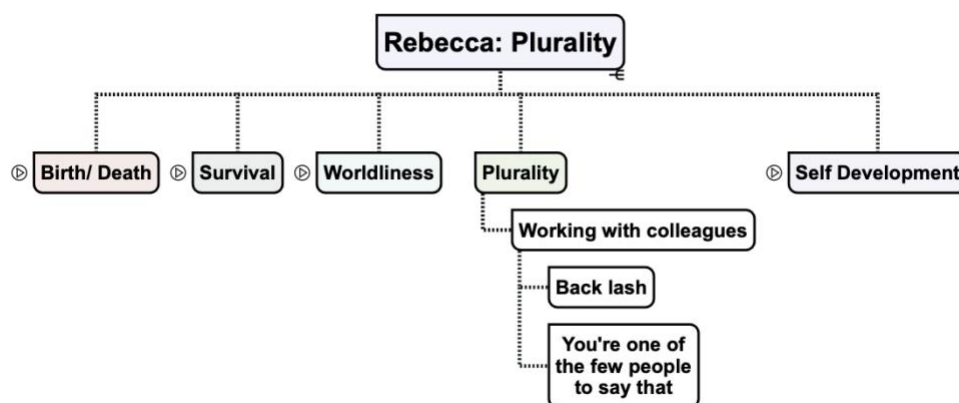 Rebecca: Plurality
Birth/ Death
Survival
Worldliness
Plurality
Self Development
Working with colleagues
Back lash
You're one of
the few people
to say that